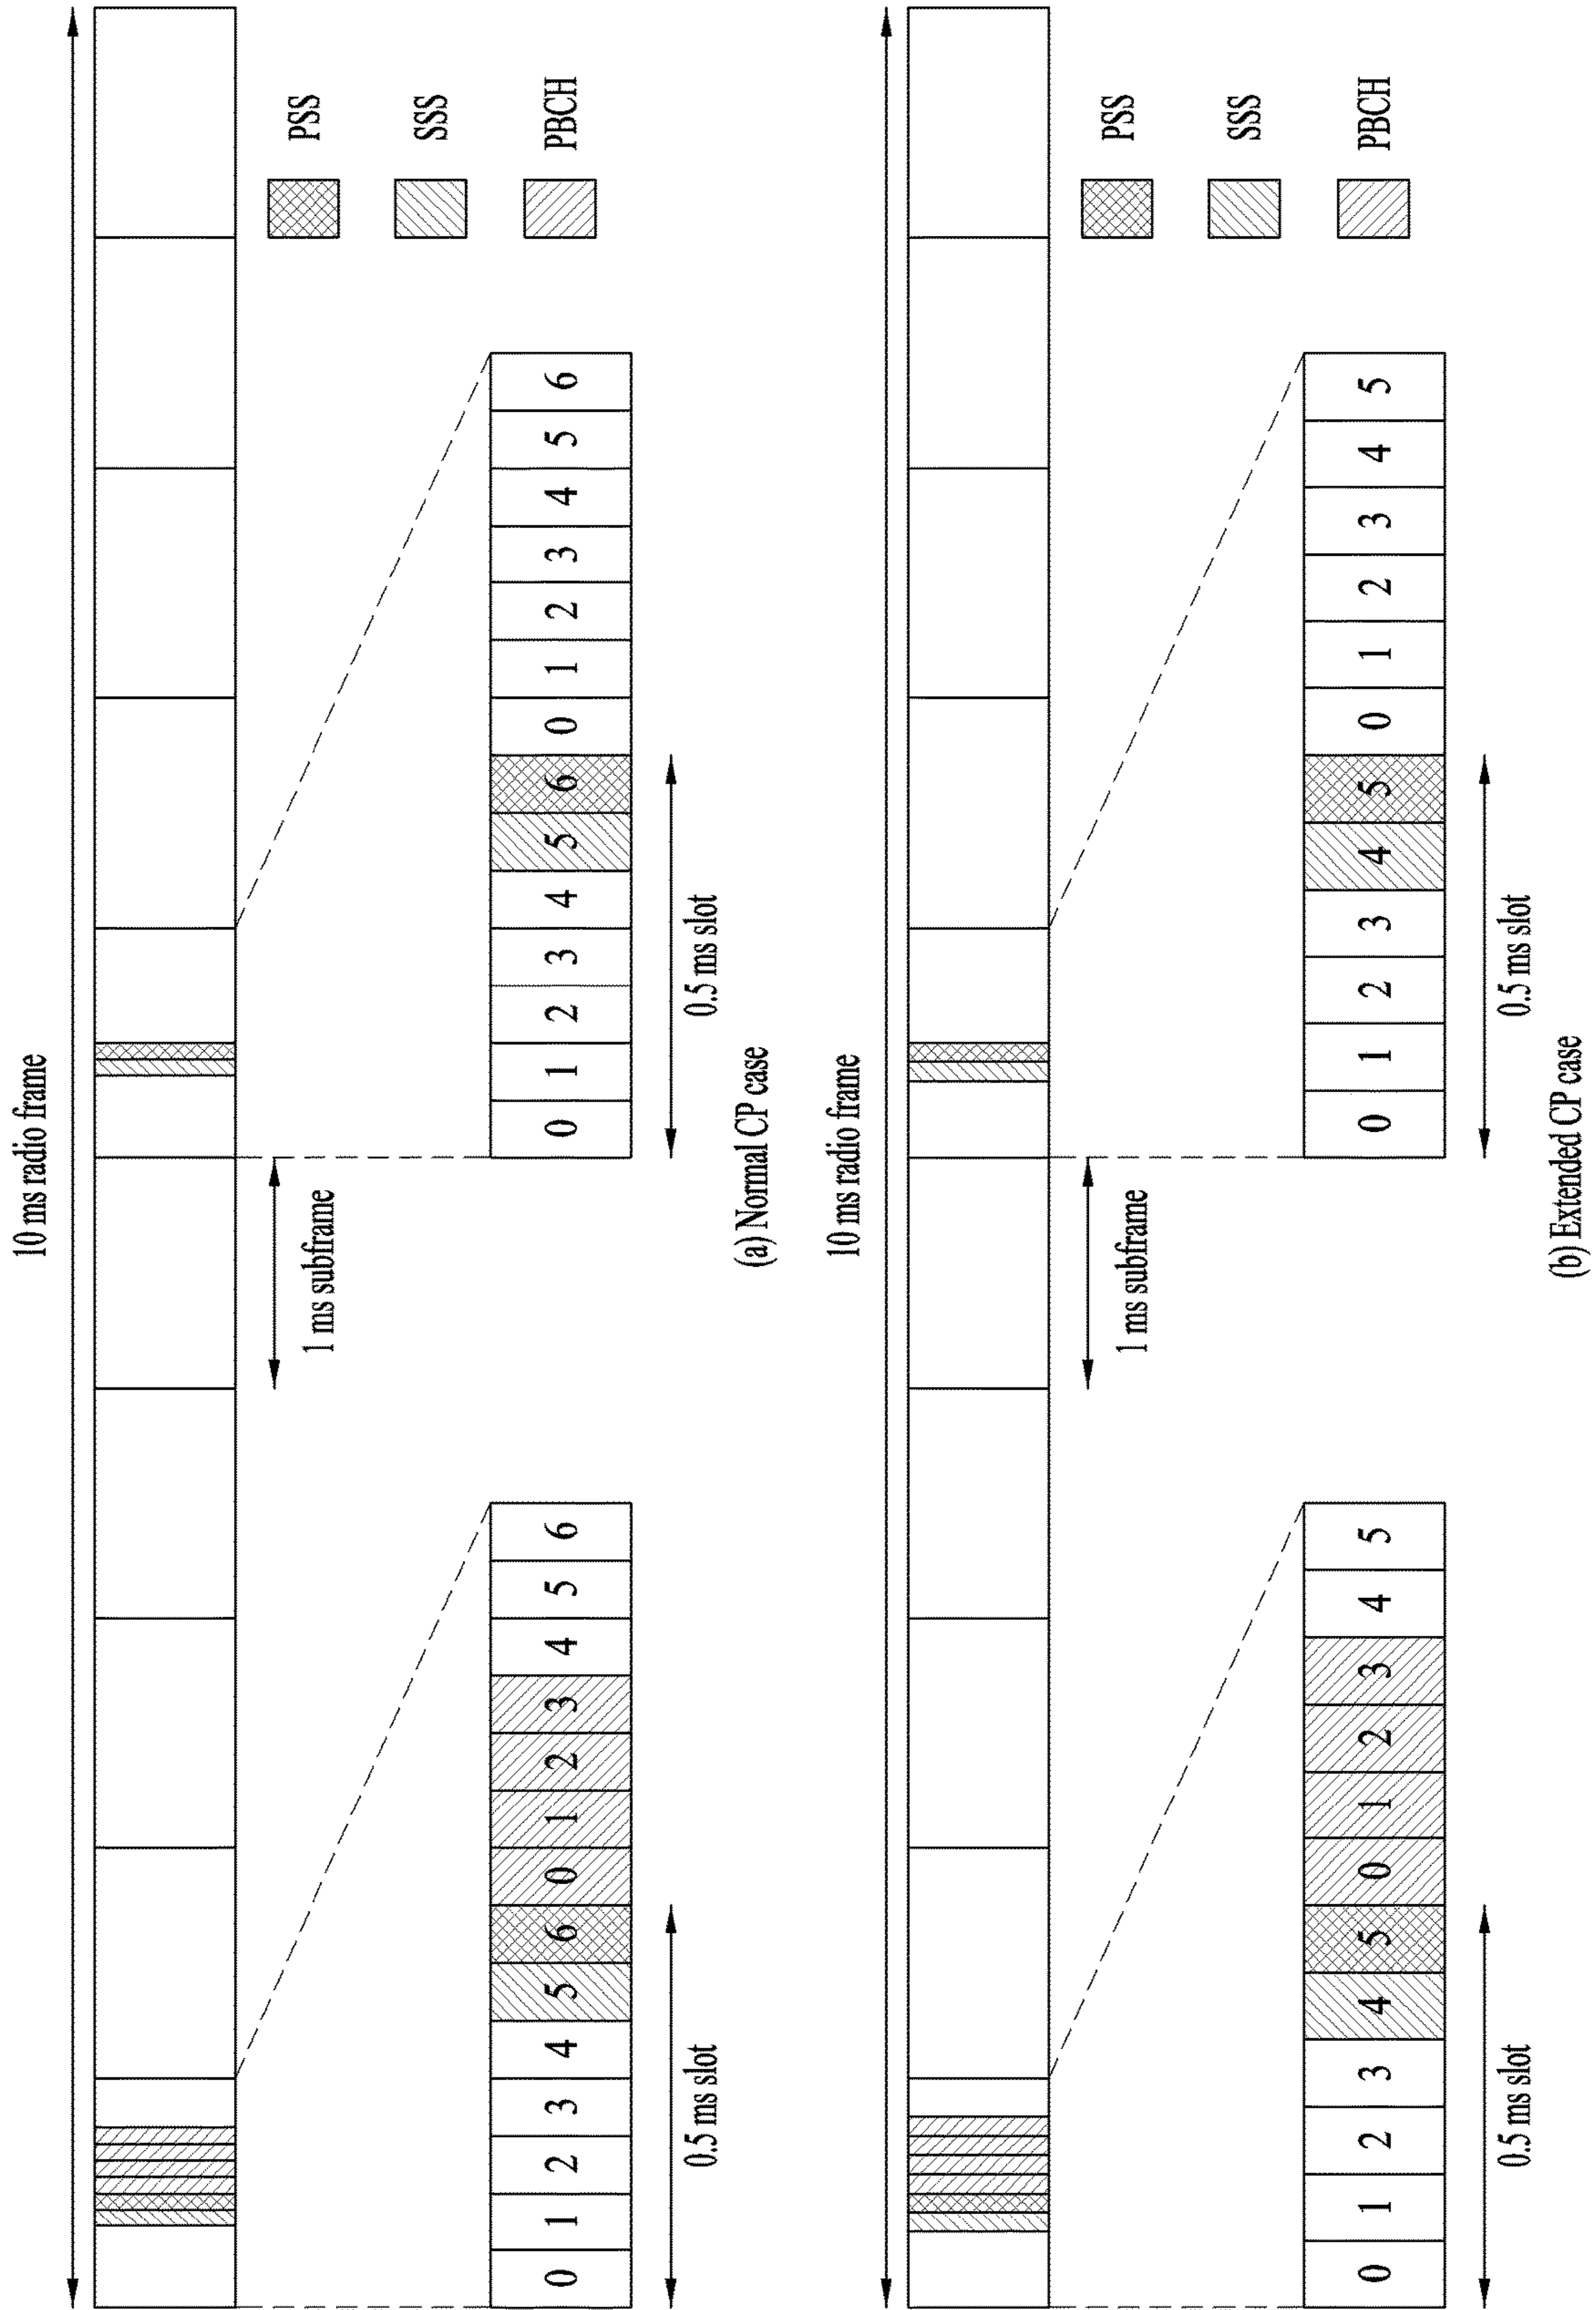 10 ms radio frame
1 ms subframe
PSS
SSS
PBCH
0 1 2 3 4 5 6 0 1 2 3 4 5 6
0 1 2 3 4 5 6 0 1 2 3 4 5 6
0.5 ms slot
0.5 ms slot
(a) Normal CP case
10 ms radio frame
1 ms subframe
PSS
SSS
PBCH
0 1 2 3 4 5 0 1 2 3 4 5
0 1 2 3 4 5 0 1 2 3 4 5
0.5 ms slot
0.5 ms slot
(b) Extended CP case